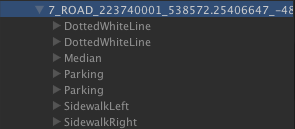 7_ROAD_223740001_538572.25406647_-48
DottedWhiteLine
DottedWhiteLine
Median
Parking
Parking
SidewalkLeft
SidewalkRight